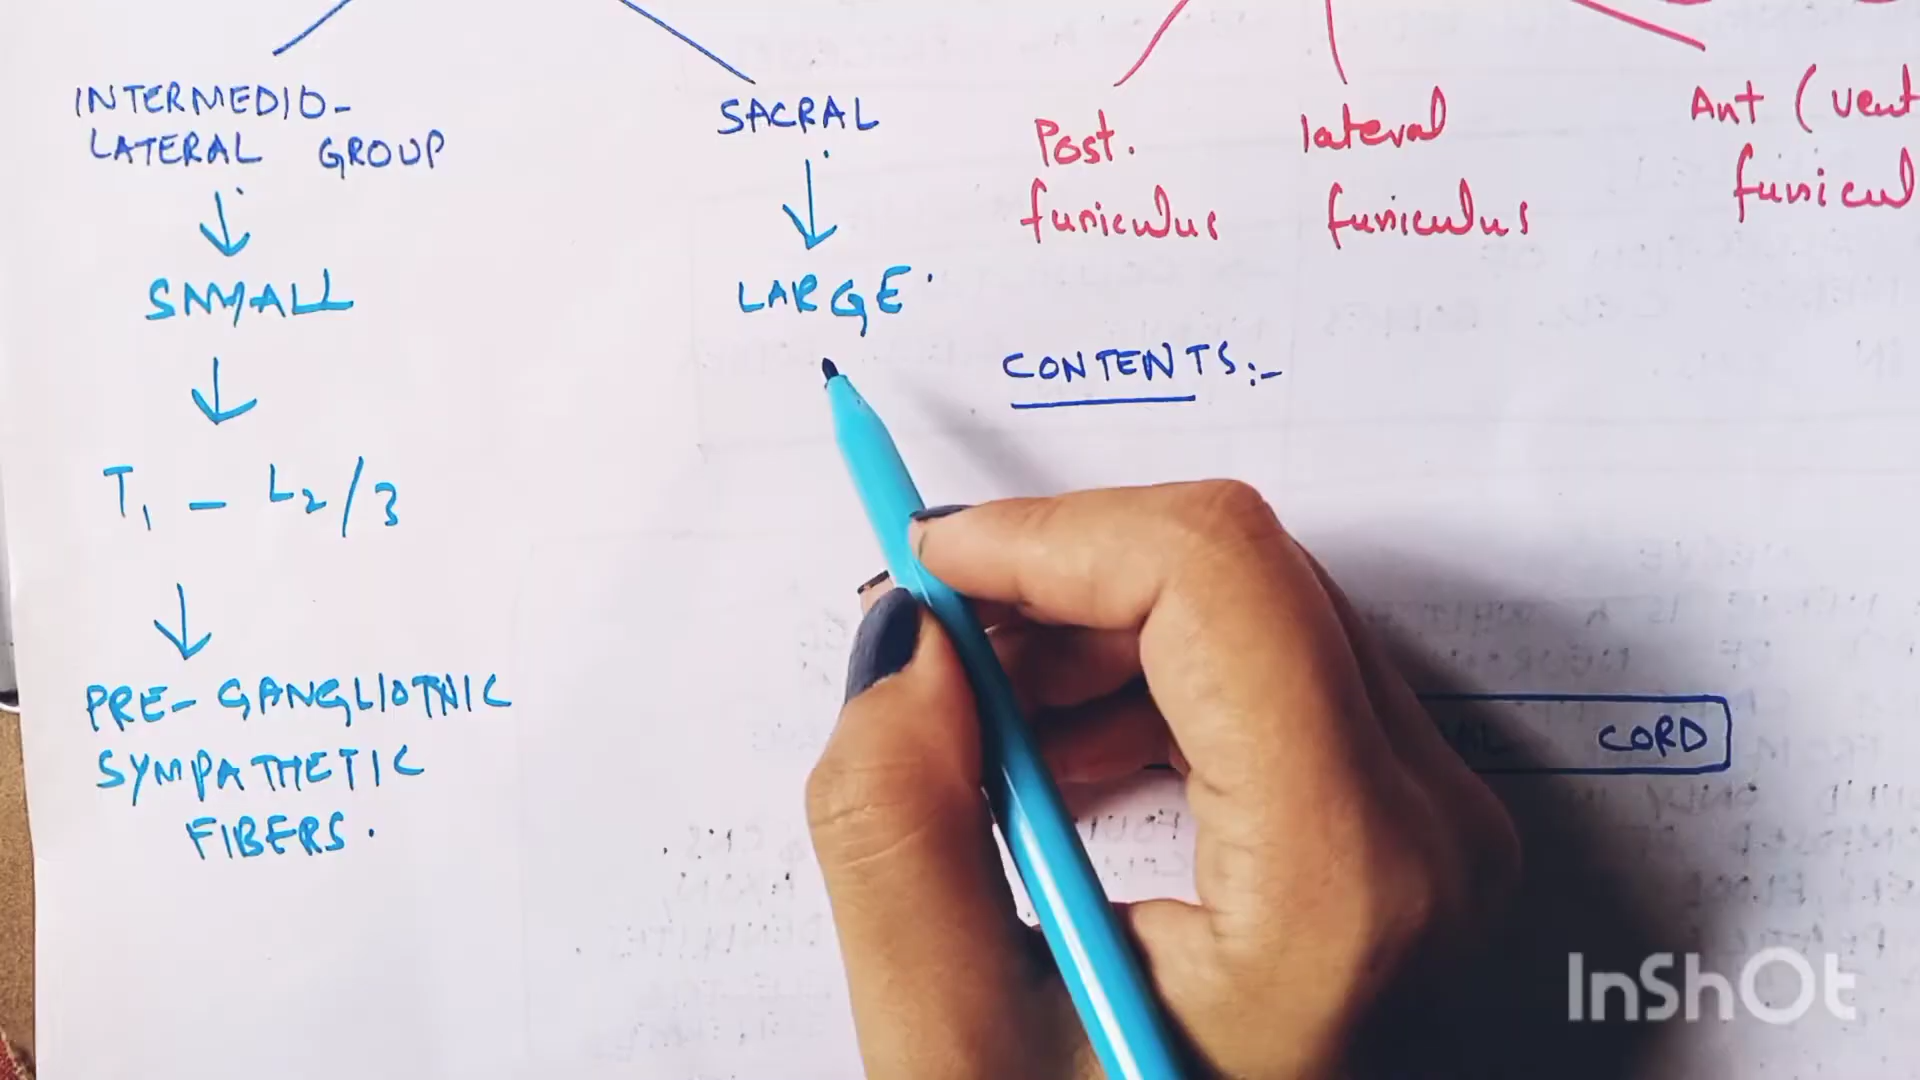 INTERMEDIO-
LATERAL GROUP
SMALL
T1 - L2/3
PRE-GANGLIOTNIC
SYMPATHETIC
FIBERS.
SACRAL
LARGE.
Post.
funiculus
lateral
funiculus
Ant (vent
funicul
CONTENTS:-
CORD
InShOt